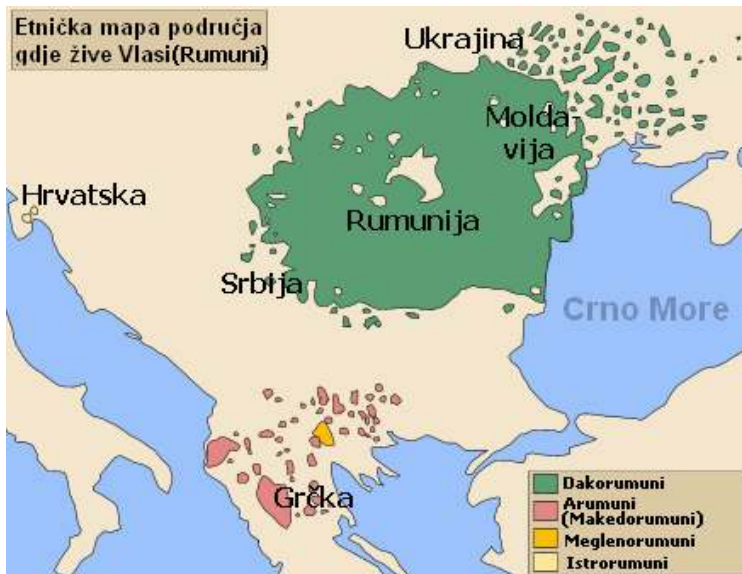 Etnička mapa područja
gdje žive Vlasi(Rumuni)
Ukrajina
Molda-
vija
Hrvatska
Rumunija
Srbija
Crno More
Grčka
Dakorumuni
Arumuni
(Makedorumuni)
Meglenorumuni
Istrorumuni